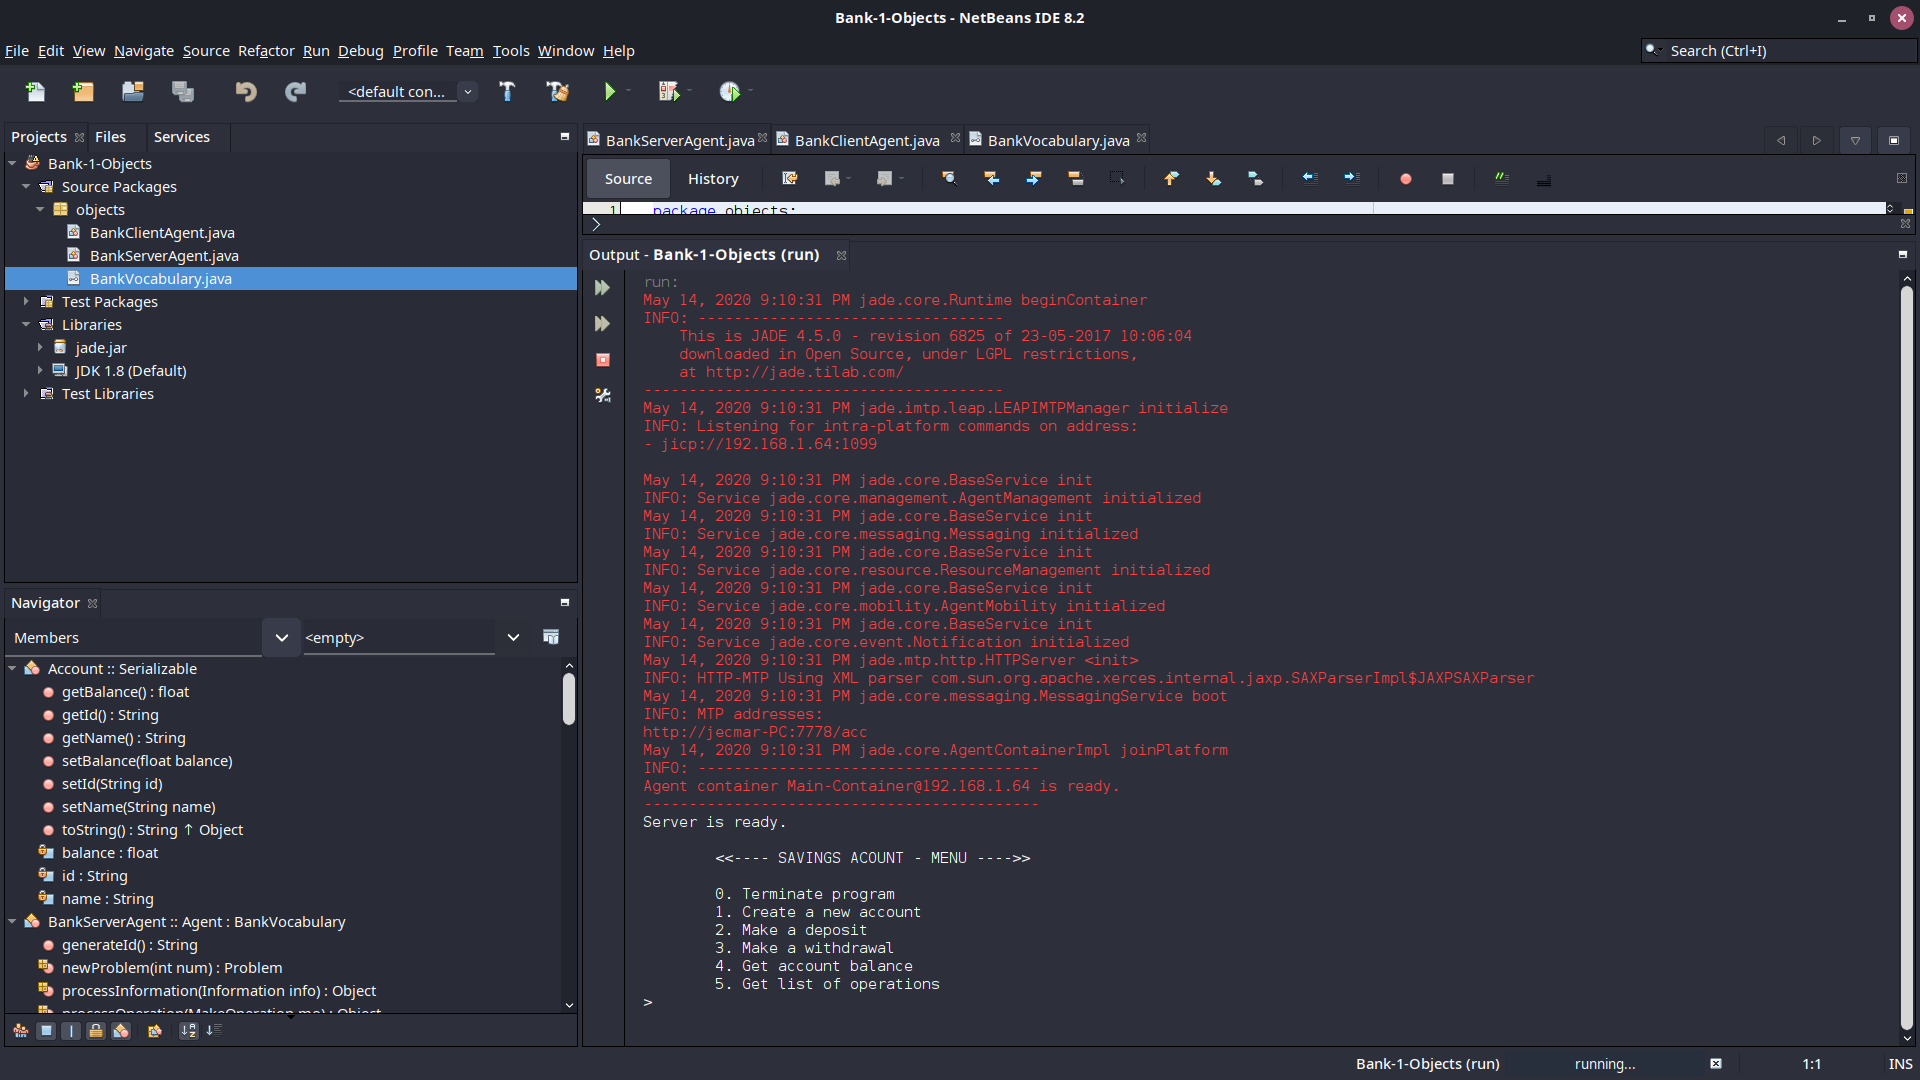 Bank-1-Objects - NetBeans IDE 8.2
File Edit View Navigate Source Refactor Run Debug Profile Team Tools Window Help
Search (Ctrl+I)
<default con...
Projects Files Services
Bank-1-Objects
Source Packages
objects
BankClientAgent.java
BankServerAgent.java
BankVocabulary.java
Test Packages
Libraries
jade.jar
JDK 1.8 (Default)
Test Libraries
Navigator
Members
<empty>
Account :: Serializable
getBalance() : float
getId() : String
getName() : String
setBalance(float balance)
setId(String id)
setName(String name)
toString() : String ↑ Object
balance : float
id : String
name : String
BankServerAgent :: Agent : BankVocabulary
generateId() : String
newProblem(int num) : Problem
processInformation(Information info) : Object
processOperation(MakeOperation mo) : Object
BankServerAgent.java BankClientAgent.java BankVocabulary.java
Source History
1 package objects;
Output - Bank-1-Objects (run)
run:
May 14, 2020 9:10:31 PM jade.core.Runtime beginContainer
INFO: ----------------------------------
This is JADE 4.5.0 - revision 6825 of 23-05-2017 10:06:04
downloaded in Open Source, under LGPL restrictions,
at http://jade.tilab.com/
----------------------------------------
May 14, 2020 9:10:31 PM jade.imtp.leap.LEAPIMTPManager initialize
INFO: Listening for intra-platform commands on address:
- jicp://192.168.1.64:1099
May 14, 2020 9:10:31 PM jade.core.BaseService init
INFO: Service jade.core.management.AgentManagement initialized
May 14, 2020 9:10:31 PM jade.core.BaseService init
INFO: Service jade.core.messaging.Messaging initialized
May 14, 2020 9:10:31 PM jade.core.BaseService init
INFO: Service jade.core.resource.ResourceManagement initialized
May 14, 2020 9:10:31 PM jade.core.BaseService init
INFO: Service jade.core.mobility.AgentMobility initialized
May 14, 2020 9:10:31 PM jade.core.BaseService init
INFO: Service jade.core.event.Notification initialized
May 14, 2020 9:10:31 PM jade.mtp.http.HTTPServer <init>
INFO: HTTP-MTP Using XML parser com.sun.org.apache.xerces.internal.jaxp.SAXParserImpl$JAXPSAXParser
May 14, 2020 9:10:31 PM jade.core.messaging.MessagingService boot
INFO: MTP addresses:
http://jecmar-PC:7778/acc
May 14, 2020 9:10:31 PM jade.core.AgentContainerImpl joinPlatform
INFO: --------------------------------------
Agent container Main-Container@192.168.1.64 is ready.
--------------------------------------------
Server is ready.
<<---- SAVINGS ACOUNT - MENU ---->>
0. Terminate program
1. Create a new account
2. Make a deposit
3. Make a withdrawal
4. Get account balance
5. Get list of operations
>
Bank-1-Objects (run) running... 1:1 INS